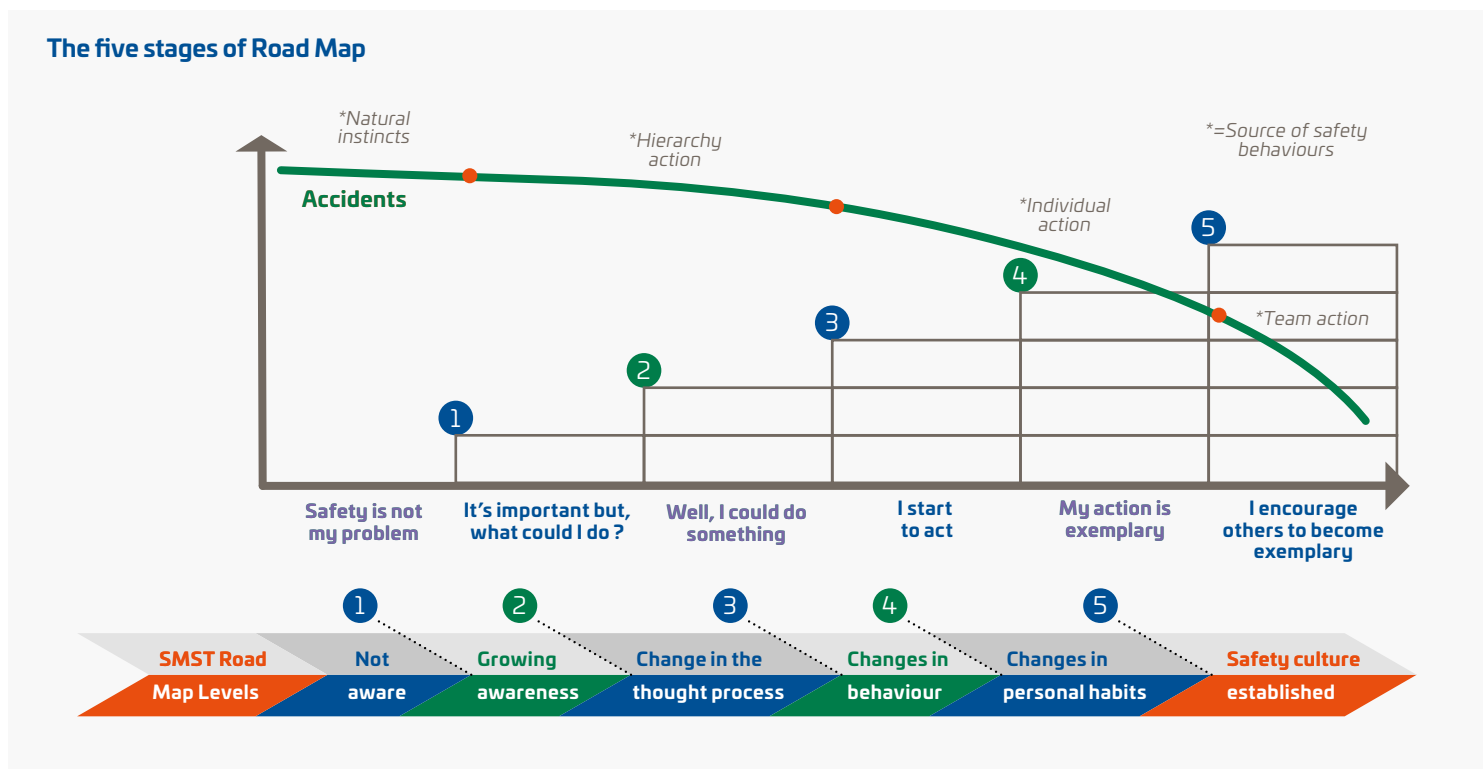 The five stages of Road Map
*Natural
instincts
*Hierarchy
action
*=Source of safety
behaviours
Accidents
*Individual
action
5
4
3
*Team action
2
1
Safety is not
my problem
It's important but,
what could I do ?
Well, I could do
something
I start
to act
My action is
exemplary
I encourage
others to become
exemplary
1
2
3
4
5
SMST Road
Map Levels
Not
aware
Growing
awareness
Change in the
thought process
Changes in
behaviour
Changes in
personal habits
Safety culture
established